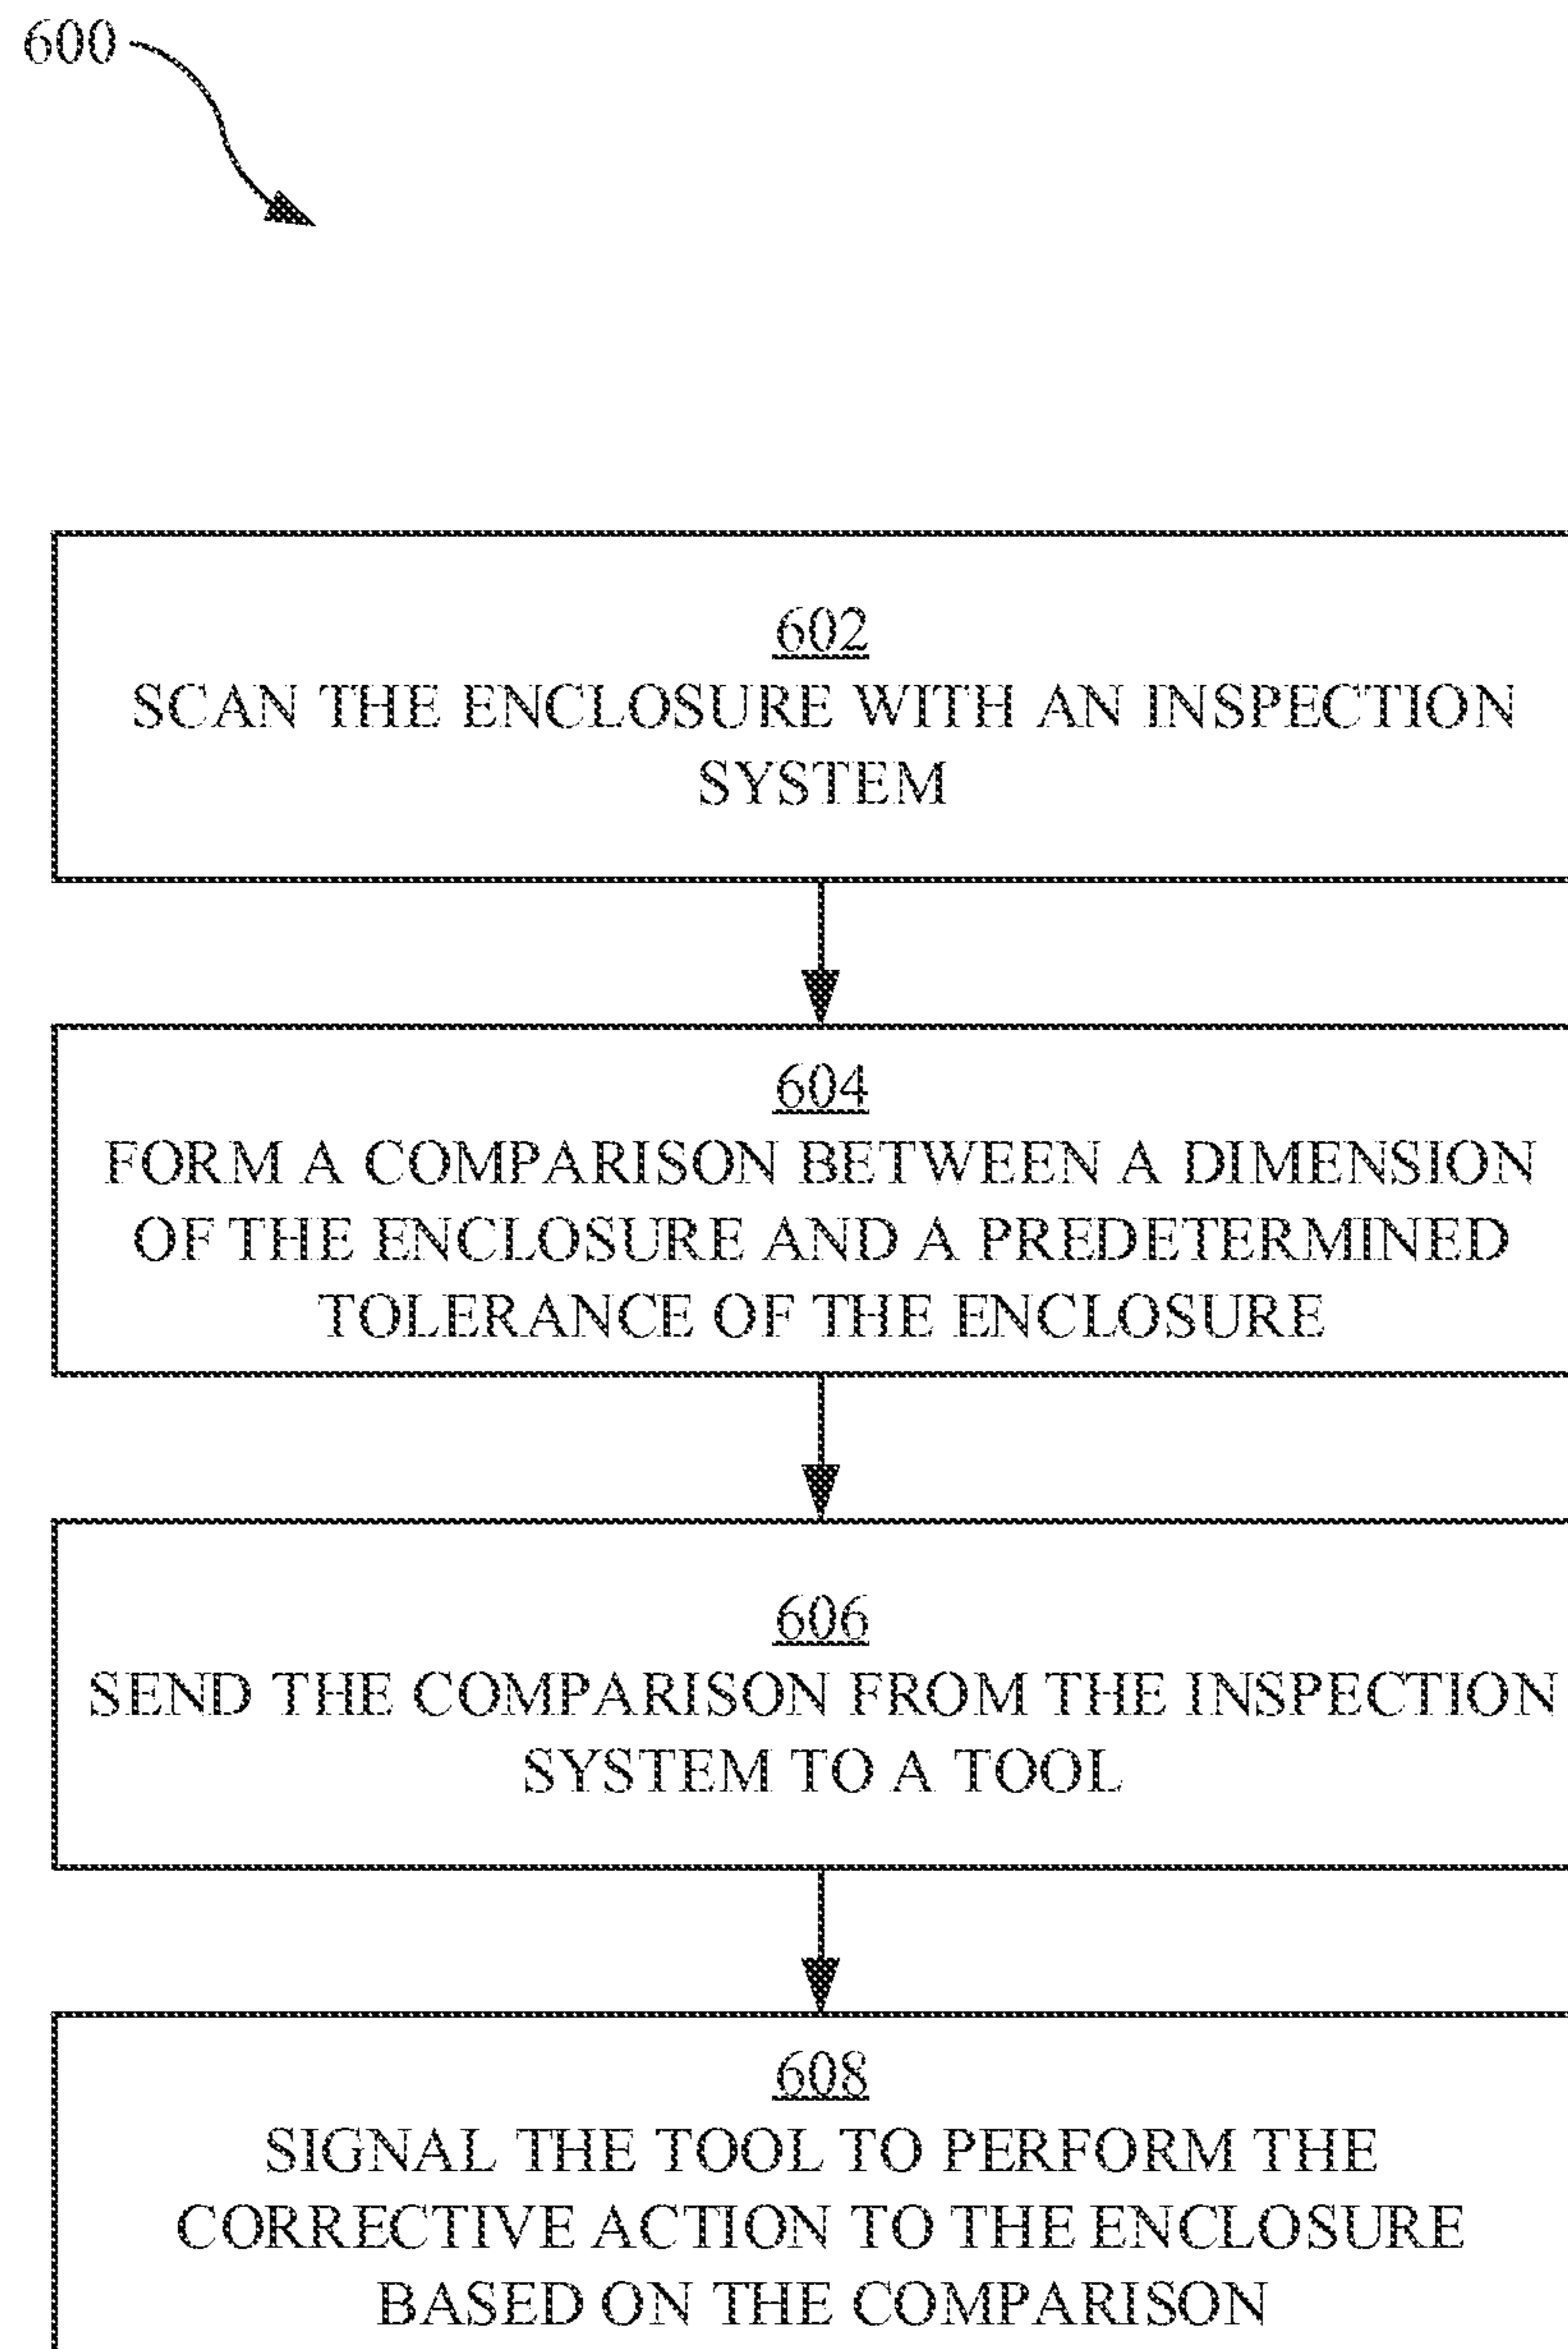 600
602
SCAN THE ENCLOSURE WITH AN INSPECTION
SYSTEM
604
FORM A COMPARISON BETWEEN A DIMENSION
OF THE ENCLOSURE AND A PREDETERMINED
TOLERANCE OF THE ENCLOSURE
606
SEND THE COMPARISON FROM THE INSPECTION
SYSTEM TO A TOOL
608
SIGNAL THE TOOL TO PERFORM THE
CORRECTIVE ACTION TO THE ENCLOSURE
BASED ON THE COMPARISON